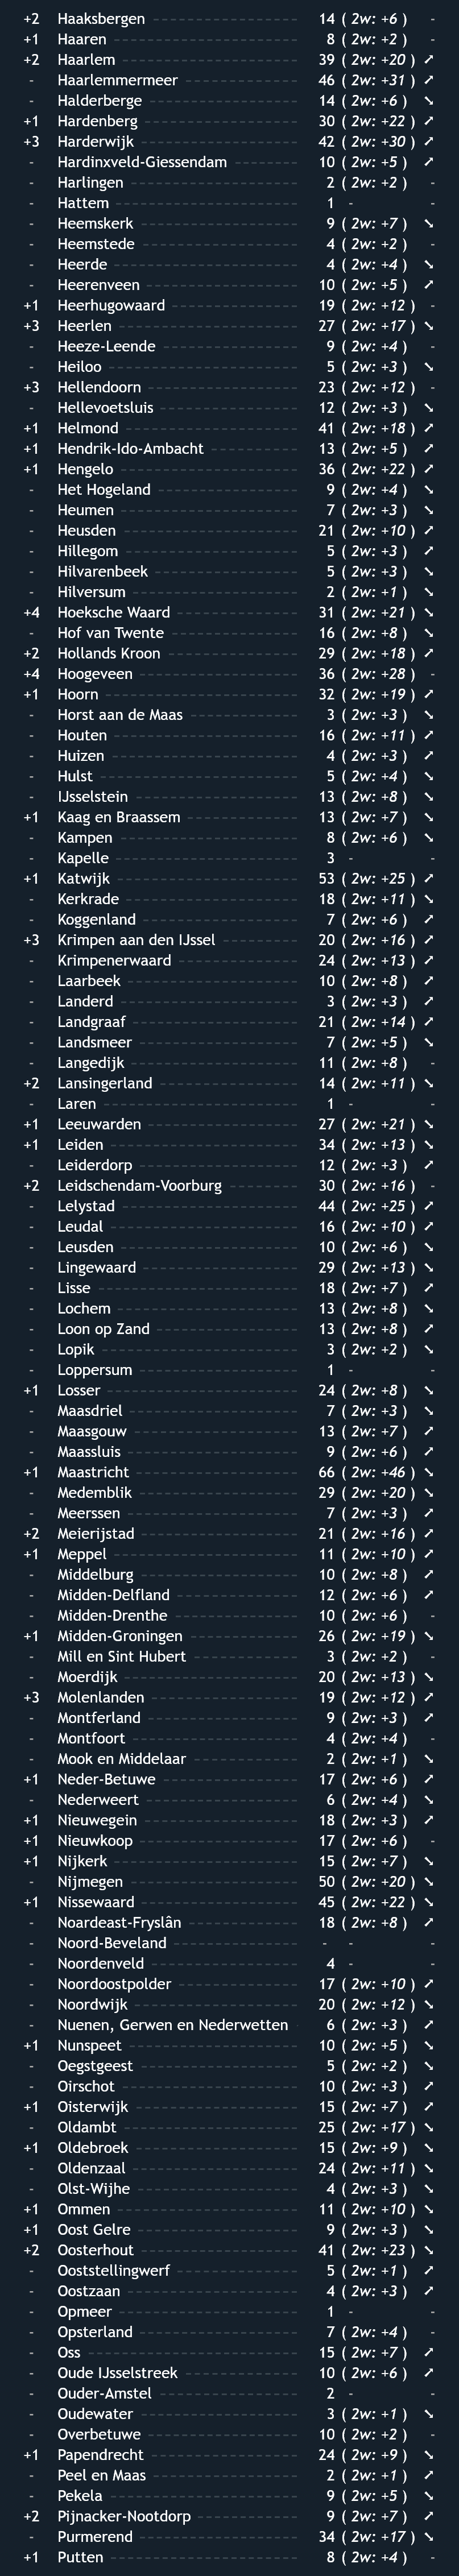 +2 Haaksbergen 14 ( 2w: +6 ) -
+1 Haaren 8 ( 2w: +2 ) -
+2 Haarlem 39 ( 2w: +20 ) ↗
- Haarlemmermeer 46 ( 2w: +31 ) ↗
- Halderberge 14 ( 2w: +6 ) ↘
+1 Hardenberg 30 ( 2w: +22 ) ↗
+3 Harderwijk 42 ( 2w: +30 ) ↗
- Hardinxveld-Giessendam 10 ( 2w: +5 ) ↗
- Harlingen 2 ( 2w: +2 ) -
- Hattem 1 - -
- Heemskerk 9 ( 2w: +7 ) ↘
- Heemstede 4 ( 2w: +2 ) -
- Heerde 4 ( 2w: +4 ) ↘
- Heerenveen 10 ( 2w: +5 ) ↗
+1 Heerhugowaard 19 ( 2w: +12 ) -
+3 Heerlen 27 ( 2w: +17 ) ↘
- Heeze-Leende 9 ( 2w: +4 ) -
- Heiloo 5 ( 2w: +3 ) ↘
+3 Hellendoorn 23 ( 2w: +12 ) -
- Hellevoetsluis 12 ( 2w: +3 ) ↘
+1 Helmond 41 ( 2w: +18 ) ↗
+1 Hendrik-Ido-Ambacht 13 ( 2w: +5 ) ↗
+1 Hengelo 36 ( 2w: +22 ) ↗
- Het Hogeland 9 ( 2w: +4 ) ↘
- Heumen 7 ( 2w: +3 ) ↘
- Heusden 21 ( 2w: +10 ) ↗
- Hillegom 5 ( 2w: +3 ) ↗
- Hilvarenbeek 5 ( 2w: +3 ) ↘
- Hilversum 2 ( 2w: +1 ) ↘
+4 Hoeksche Waard 31 ( 2w: +21 ) ↘
- Hof van Twente 16 ( 2w: +8 ) ↘
+2 Hollands Kroon 29 ( 2w: +18 ) ↗
+4 Hoogeveen 36 ( 2w: +28 ) -
+1 Hoorn 32 ( 2w: +19 ) ↗
- Horst aan de Maas 3 ( 2w: +3 ) ↘
- Houten 16 ( 2w: +11 ) ↗
- Huizen 4 ( 2w: +3 ) ↗
- Hulst 5 ( 2w: +4 ) ↘
- IJsselstein 13 ( 2w: +8 ) ↘
+1 Kaag en Braassem 13 ( 2w: +7 ) ↘
- Kampen 8 ( 2w: +6 ) ↘
- Kapelle 3 - -
+1 Katwijk 53 ( 2w: +25 ) ↗
- Kerkrade 18 ( 2w: +11 ) ↘
- Koggenland 7 ( 2w: +6 ) ↗
+3 Krimpen aan den IJssel 20 ( 2w: +16 ) ↗
- Krimpenerwaard 24 ( 2w: +13 ) ↗
- Laarbeek 10 ( 2w: +8 ) ↗
- Landerd 3 ( 2w: +3 ) ↗
- Landgraaf 21 ( 2w: +14 ) ↗
- Landsmeer 7 ( 2w: +5 ) ↘
- Langedijk 11 ( 2w: +8 ) -
+2 Lansingerland 14 ( 2w: +11 ) ↘
- Laren 1 - -
+1 Leeuwarden 27 ( 2w: +21 ) ↘
+1 Leiden 34 ( 2w: +13 ) ↘
- Leiderdorp 12 ( 2w: +3 ) ↗
+2 Leidschendam-Voorburg 30 ( 2w: +16 ) -
- Lelystad 44 ( 2w: +25 ) ↗
- Leudal 16 ( 2w: +10 ) ↗
- Leusden 10 ( 2w: +6 ) ↘
- Lingewaard 29 ( 2w: +13 ) ↘
- Lisse 18 ( 2w: +7 ) ↗
- Lochem 13 ( 2w: +8 ) ↘
- Loon op Zand 13 ( 2w: +8 ) ↗
- Lopik 3 ( 2w: +2 ) ↘
- Loppersum 1 - -
+1 Losser 24 ( 2w: +8 ) ↘
- Maasdriel 7 ( 2w: +3 ) ↘
- Maasgouw 13 ( 2w: +7 ) ↗
- Maassluis 9 ( 2w: +6 ) ↗
+1 Maastricht 66 ( 2w: +46 ) ↘
- Medemblik 29 ( 2w: +20 ) ↘
- Meerssen 7 ( 2w: +3 ) ↗
+2 Meierijstad 21 ( 2w: +16 ) ↗
+1 Meppel 11 ( 2w: +10 ) ↗
- Middelburg 10 ( 2w: +8 ) ↗
- Midden-Delfland 12 ( 2w: +6 ) ↗
- Midden-Drenthe 10 ( 2w: +6 ) -
+1 Midden-Groningen 26 ( 2w: +19 ) ↘
- Mill en Sint Hubert 3 ( 2w: +2 ) -
- Moerdijk 20 ( 2w: +13 ) ↘
+3 Molenlanden 19 ( 2w: +12 ) ↗
- Montferland 9 ( 2w: +3 ) ↗
- Montfoort 4 ( 2w: +4 ) -
- Mook en Middelaar 2 ( 2w: +1 ) ↘
+1 Neder-Betuwe 17 ( 2w: +6 ) ↗
- Nederweert 6 ( 2w: +4 ) ↘
+1 Nieuwegein 18 ( 2w: +3 ) ↗
+1 Nieuwkoop 17 ( 2w: +6 ) -
+1 Nijkerk 15 ( 2w: +7 ) ↘
- Nijmegen 50 ( 2w: +20 ) ↘
+1 Nissewaard 45 ( 2w: +22 ) ↘
- Noardeast-Fryslân 18 ( 2w: +8 ) ↗
- Noord-Beveland - - -
- Noordenveld 4 - -
- Noordoostpolder 17 ( 2w: +10 ) ↗
- Noordwijk 20 ( 2w: +12 ) ↘
- Nuenen, Gerwen en Nederwetten 6 ( 2w: +3 ) ↗
+1 Nunspeet 10 ( 2w: +5 ) ↘
- Oegstgeest 5 ( 2w: +2 ) ↘
- Oirschot 10 ( 2w: +3 ) ↗
+1 Oisterwijk 15 ( 2w: +7 ) ↗
- Oldambt 25 ( 2w: +17 ) ↘
+1 Oldebroek 15 ( 2w: +9 ) ↘
- Oldenzaal 24 ( 2w: +11 ) ↘
- Olst-Wijhe 4 ( 2w: +3 ) ↘
+1 Ommen 11 ( 2w: +10 ) ↘
+1 Oost Gelre 9 ( 2w: +3 ) ↘
+2 Oosterhout 41 ( 2w: +23 ) ↘
- Ooststellingwerf 5 ( 2w: +1 ) ↗
- Oostzaan 4 ( 2w: +3 ) ↗
- Opmeer 1 - -
- Opsterland 7 ( 2w: +4 ) -
- Oss 15 ( 2w: +7 ) ↗
- Oude IJsselstreek 10 ( 2w: +6 ) ↗
- Ouder-Amstel 2 - -
- Oudewater 3 ( 2w: +1 ) ↘
- Overbetuwe 10 ( 2w: +2 ) -
+1 Papendrecht 24 ( 2w: +9 ) ↘
- Peel en Maas 2 ( 2w: +1 ) ↗
- Pekela 9 ( 2w: +5 ) ↘
+2 Pijnacker-Nootdorp 9 ( 2w: +7 ) ↗
- Purmerend 34 ( 2w: +17 ) ↘
+1 Putten 8 ( 2w: +4 ) -